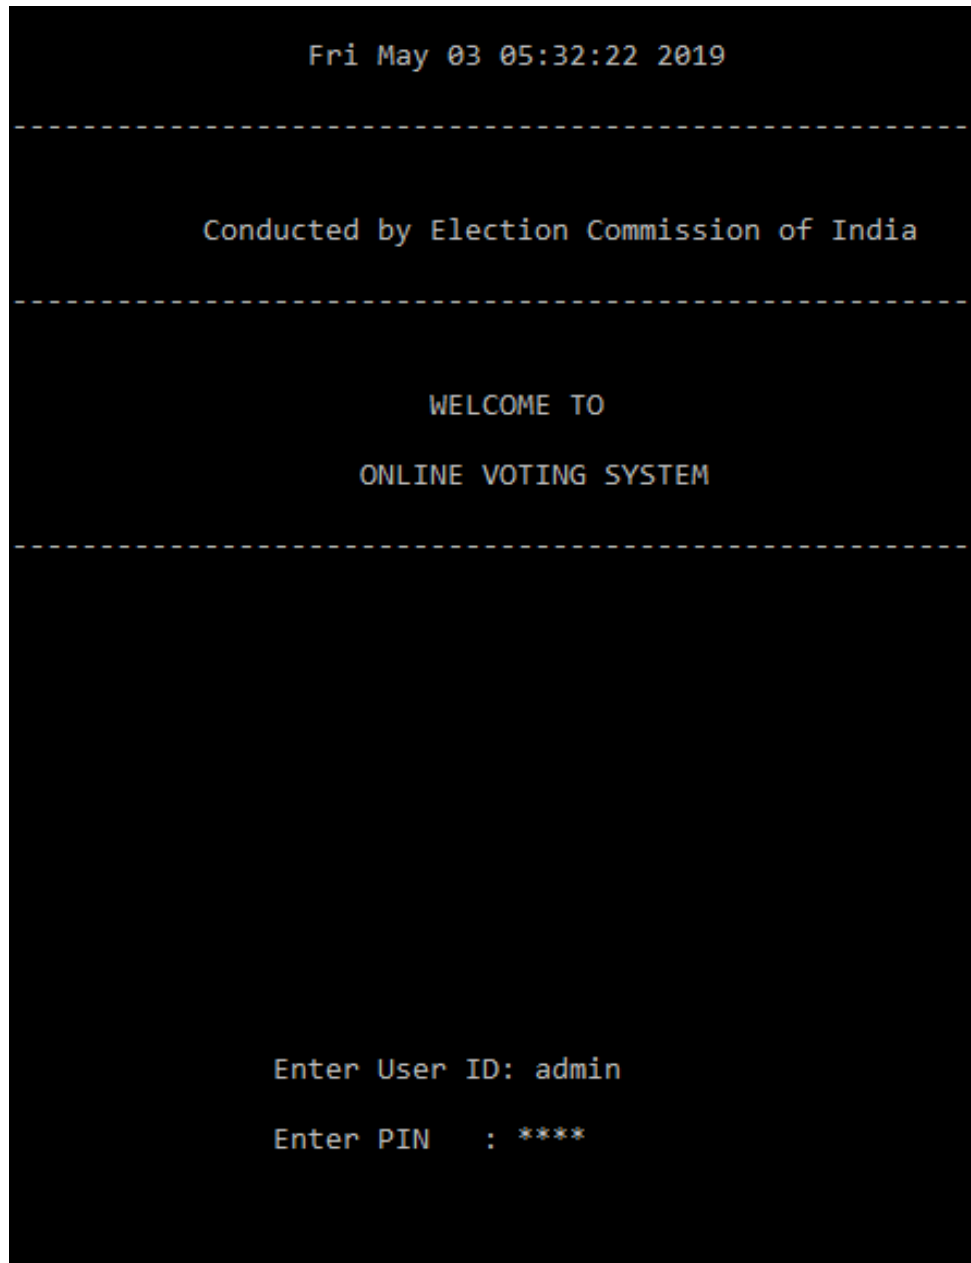 Fri May 03 05:32:22 2019
-------------------------------------------------------
Conducted by Election Commission of India
-------------------------------------------------------
WELCOME TO
ONLINE VOTING SYSTEM
-------------------------------------------------------
Enter User ID: admin
Enter PIN   : ****